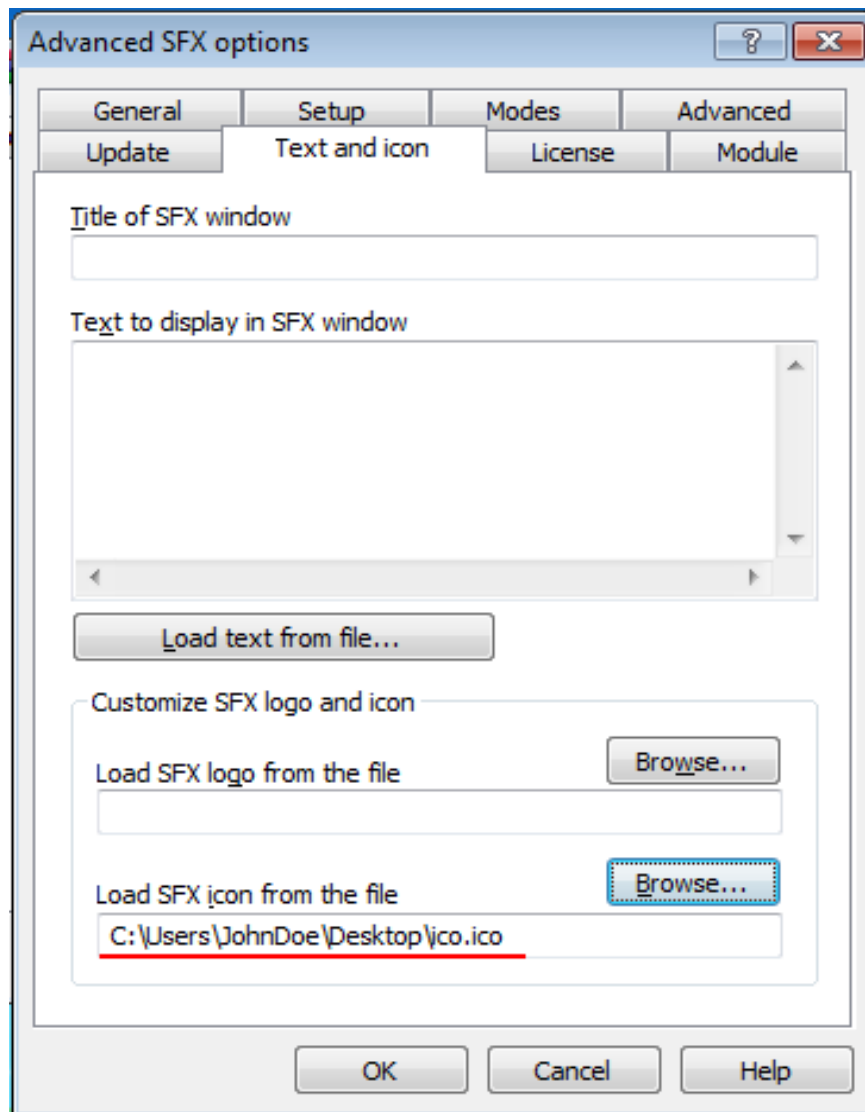 Advanced SFX options
General Setup Modes Advanced
Update Text and icon License Module
Title of SFX window
Text to display in SFX window
Load text from file...
Customize SFX logo and icon
Load SFX logo from the file Browse...
Load SFX icon from the file Browse...
C:\Users\JohnDoe\Desktop\ico.ico
OK Cancel Help